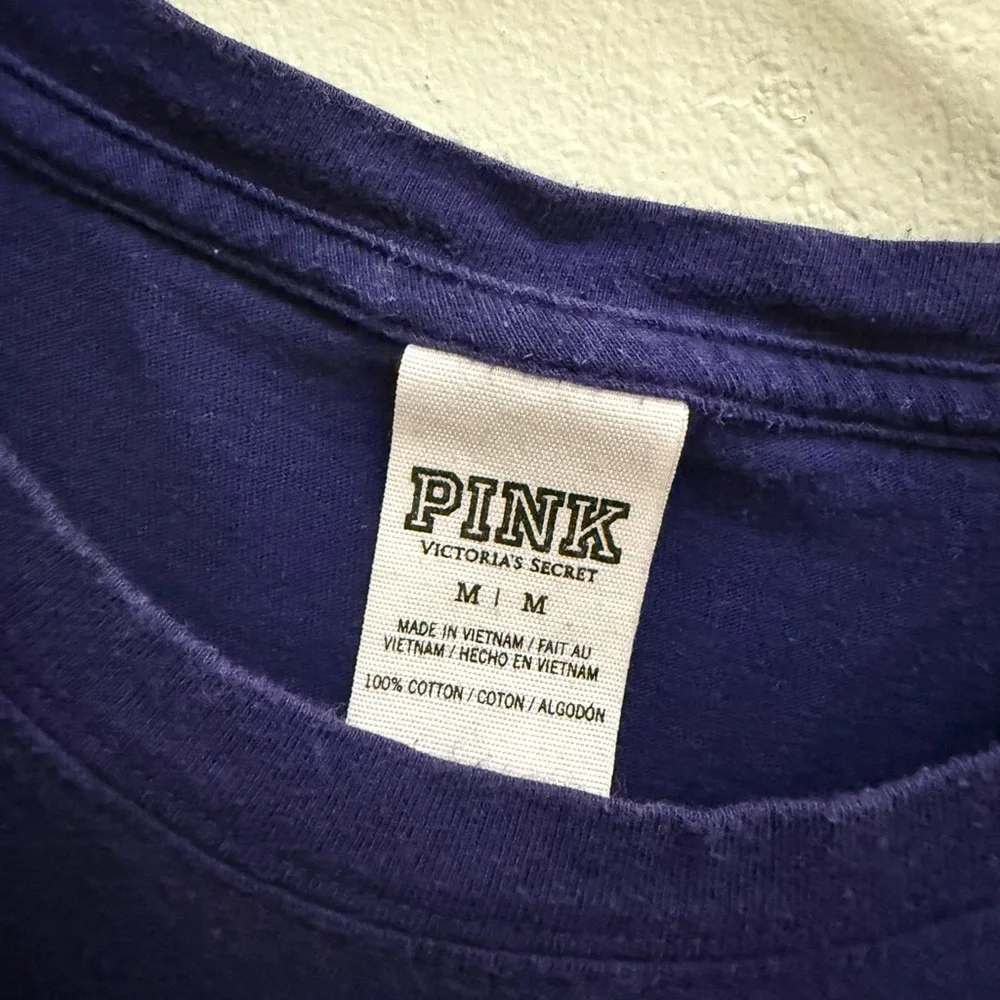 PINK
VICTORIA'S SECRET
M | M
MADE IN VIETNAM / FAIT AU
VIETNAM / HECHO EN VIETNAM
100% COTTON / COTON / ALGODÓN